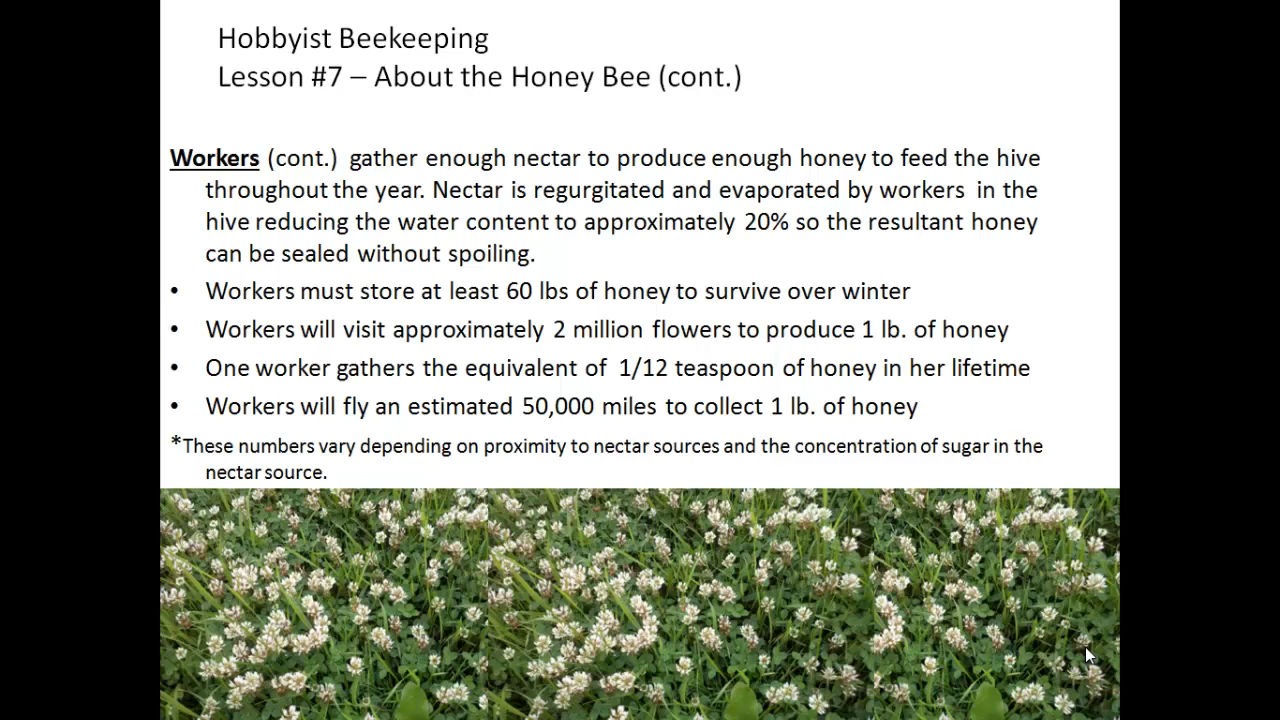 Hobbyist Beekeeping
Lesson #7 – About the Honey Bee (cont.)
Workers (cont.) gather enough nectar to produce enough honey to feed the hive
throughout the year. Nectar is regurgitated and evaporated by workers in the
hive reducing the water content to approximately 20% so the resultant honey
can be sealed without spoiling.
• Workers must store at least 60 lbs of honey to survive over winter
• Workers will visit approximately 2 million flowers to produce 1 lb. of honey
• One worker gathers the equivalent of 1/12 teaspoon of honey in her lifetime
• Workers will fly an estimated 50,000 miles to collect 1 lb. of honey
*These numbers vary depending on proximity to nectar sources and the concentration of sugar in the
nectar source.